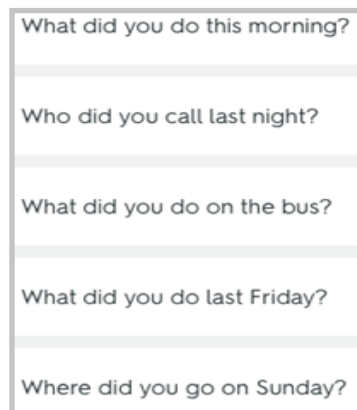 What did you do this morning?
Who did you call last night?
What did you do on the bus?
What did you do last Friday?
Where did you go on Sunday?